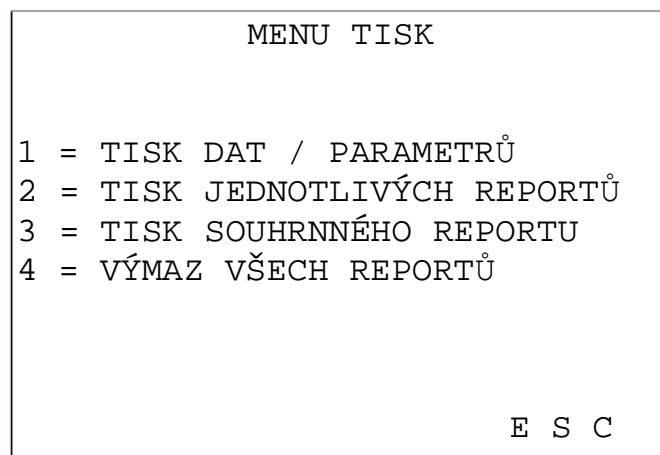 MENU TISK
1 = TISK DAT / PARAMETRŮ
2 = TISK JEDNOTLIVÝCH REPORTŮ
3 = TISK SOUHRNNÉHO REPORTU
4 = VÝMAZ VŠECH REPORTŮ
E S C